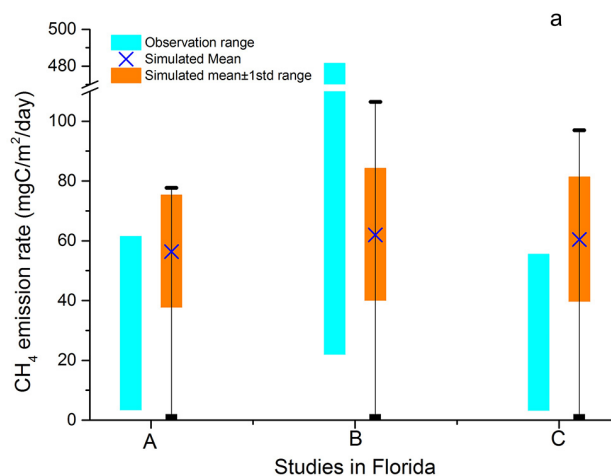 a
500
480
100
80
60
40
20
0
CH₄ emission rate (mgC/m²/day)
Observation range
Simulated Mean
Simulated mean±1std range
A
B
C
Studies in Florida